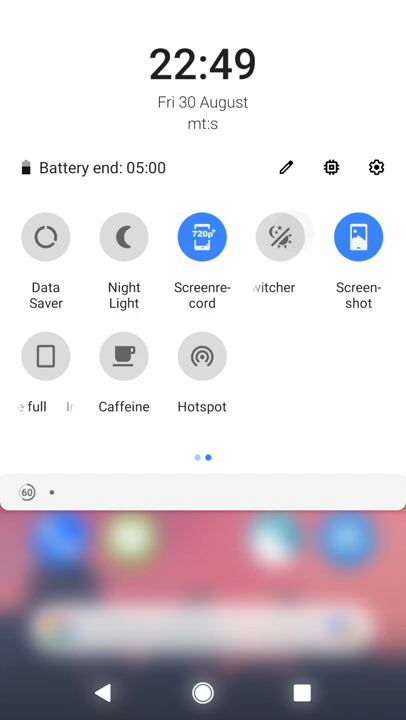 22:49
Fri 30 August
mt:s
Battery end: 05:00
720p+
Data
Saver
Night
Light
Screenre-
cord
witcher
Screen-
shot
e full
Caffeine
Hotspot
60